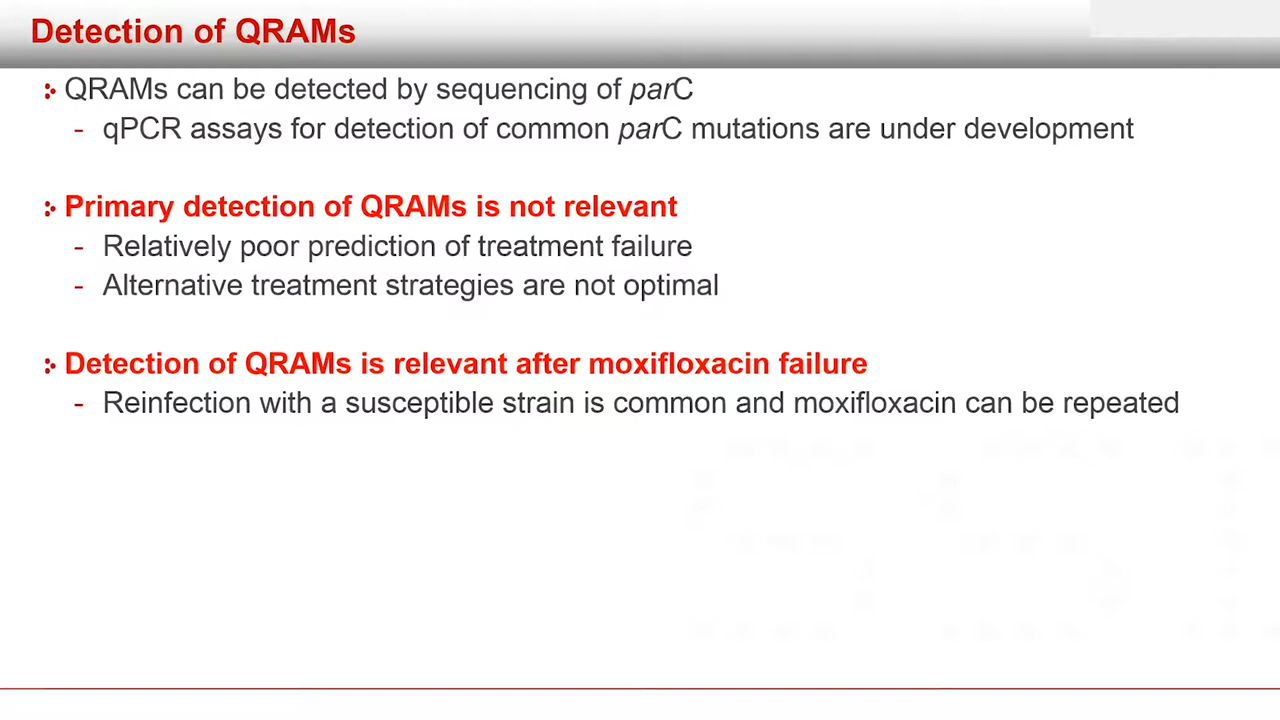 Detection of QRAMs
QRAMs can be detected by sequencing of parC
- qPCR assays for detection of common parC mutations are under development
Primary detection of QRAMs is not relevant
- Relatively poor prediction of treatment failure
- Alternative treatment strategies are not optimal
Detection of QRAMs is relevant after moxifloxacin failure
- Reinfection with a susceptible strain is common and moxifloxacin can be repeated